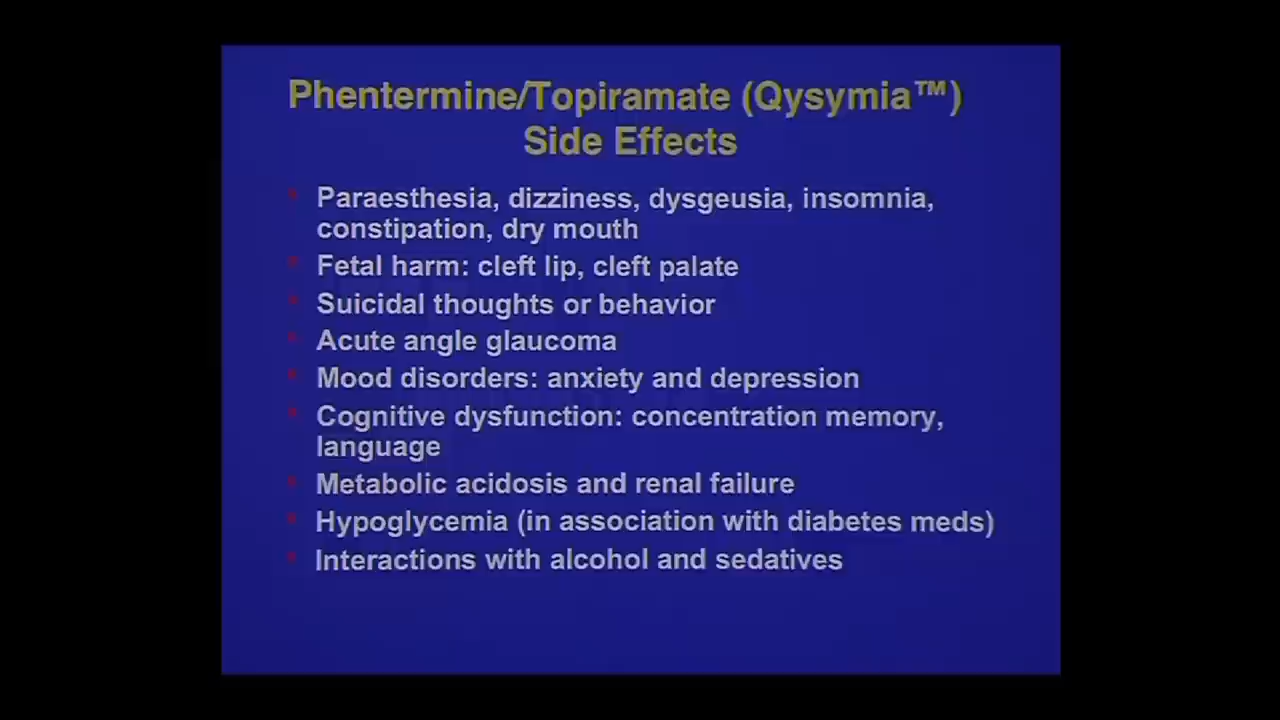 Phentermine/Topiramate (Qysymia™)
Side Effects
Paraesthesia, dizziness, dysgeusia, insomnia,
constipation, dry mouth
Fetal harm: cleft lip, cleft palate
Suicidal thoughts or behavior
Acute angle glaucoma
Mood disorders: anxiety and depression
Cognitive dysfunction: concentration memory,
language
Metabolic acidosis and renal failure
Hypoglycemia (in association with diabetes meds)
Interactions with alcohol and sedatives